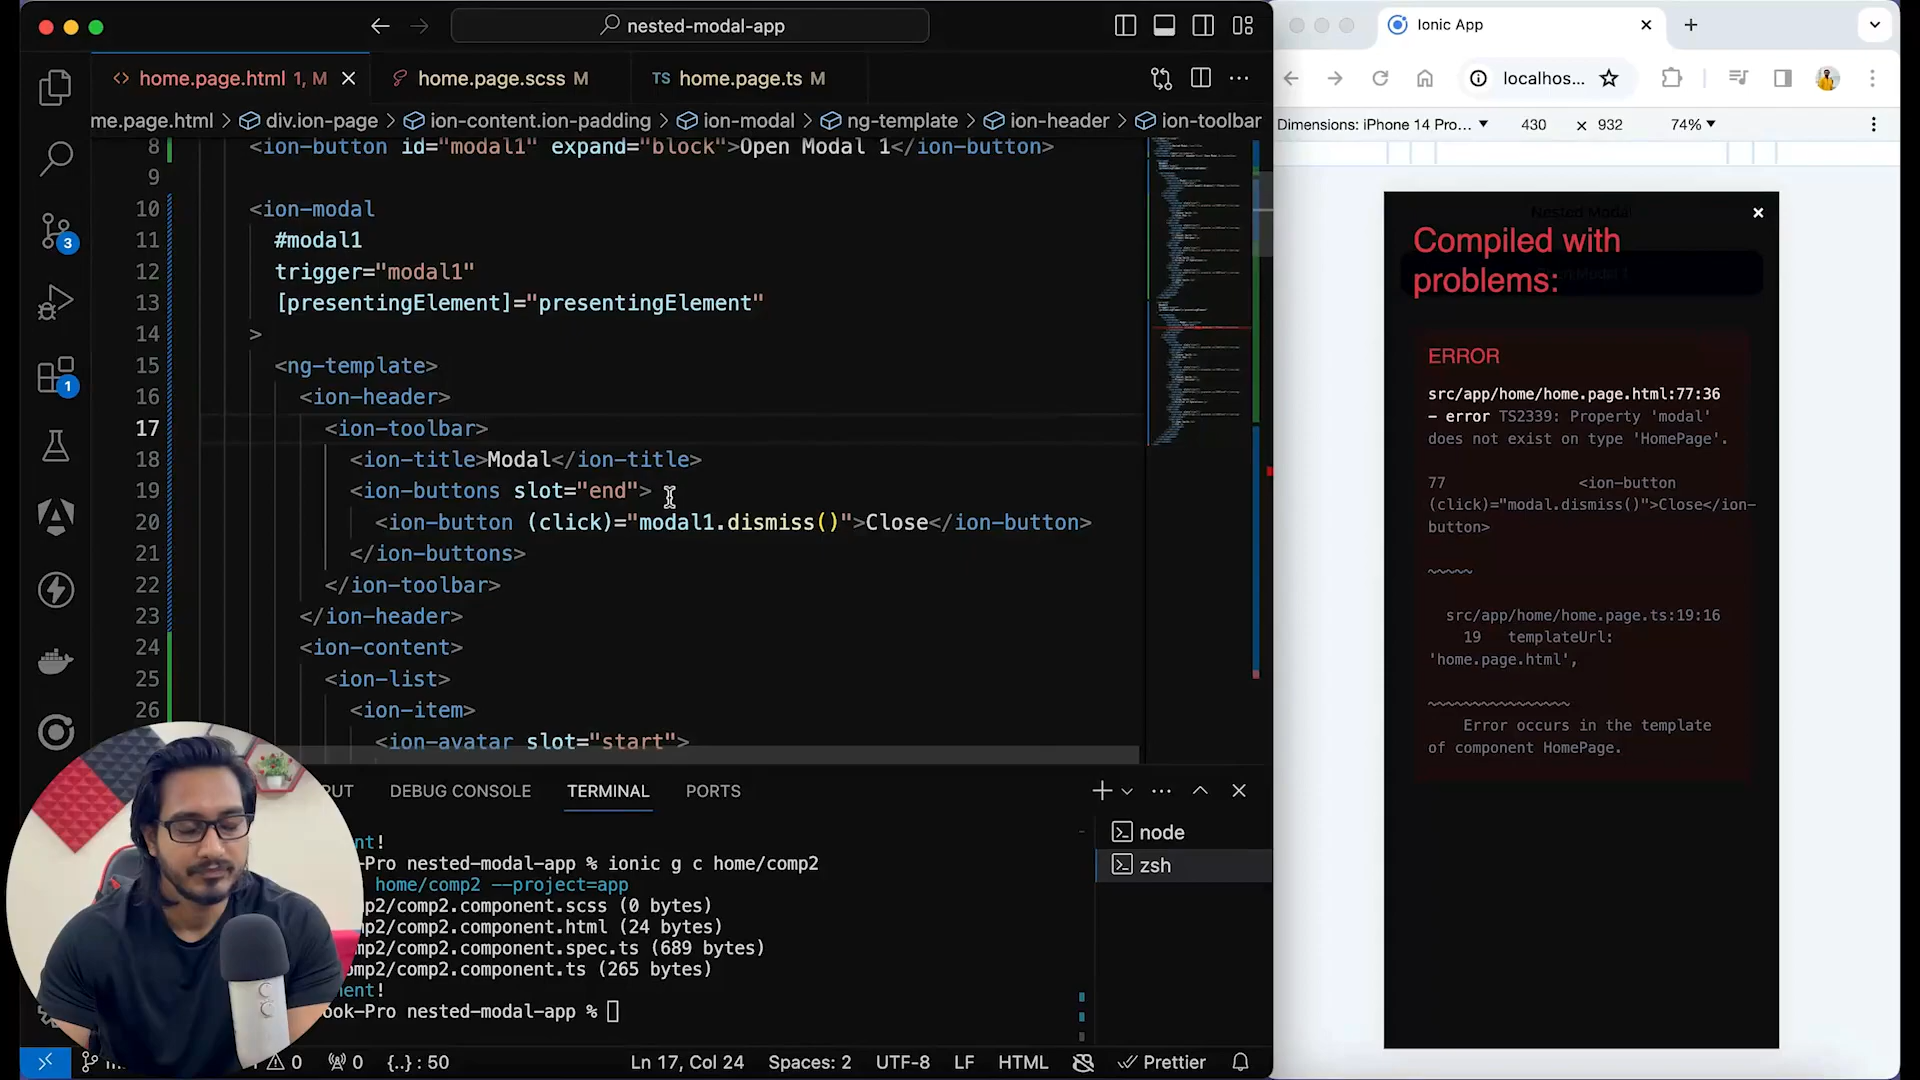 nested-modal-app
home.page.html 1, M
home.page.scss M
TS home.page.ts M
me.page.html > div.ion-page > ion-content.ion-padding > ion-modal > ng-template > ion-header > ion-toolbar
8 <ion-button id="modal1" expand="block">Open Modal 1</ion-button>
9
10 <ion-modal
11 #modal1
12 trigger="modal1"
13 [presentingElement]="presentingElement"
14 >
15 <ng-template>
16 <ion-header>
17 <ion-toolbar>
18 <ion-title>Modal</ion-title>
19 <ion-buttons slot="end">
20 <ion-button (click)="modal1.dismiss()">Close</ion-button>
21 </ion-buttons>
22 </ion-toolbar>
23 </ion-header>
24 <ion-content>
25 <ion-list>
26 <ion-item>
<ion-avatar slot="start">
3
1
PUT DEBUG CONSOLE TERMINAL PORTS
node
zsh
nt!
-Pro nested-modal-app % ionic g c home/comp2
home/comp2 --project=app
p2/comp2.component.scss (0 bytes)
p2/comp2.component.html (24 bytes)
p2/comp2.component.spec.ts (689 bytes)
mp2/comp2.component.ts (265 bytes)
nent!
ook-Pro nested-modal-app %
0 0 {..} : 50 Ln 17, Col 24 Spaces: 2 UTF-8 LF HTML Prettier
Ionic App
localhos...
Dimensions: iPhone 14 Pro... 430 × 932 74%
Nested Modal
Compiled with
problems:
ERROR
src/app/home/home.page.html:77:36
- error TS2339: Property 'modal'
does not exist on type 'HomePage'.
77 <ion-button
(click)="modal.dismiss()">Close</ion-
button>
~~~~~
src/app/home/home.page.ts:19:16
19 templateUrl:
'home.page.html',
~~~~~~~~~~~~~~~~
Error occurs in the template
of component HomePage.